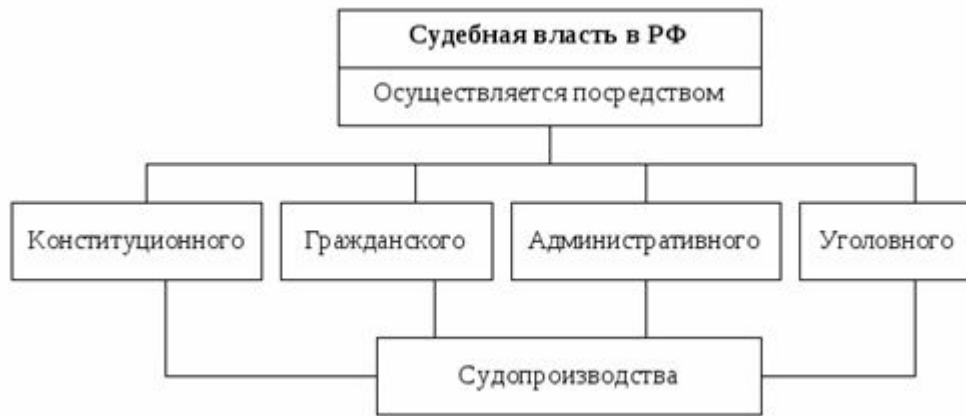 Судебная власть в РФ
Осуществляется посредством
Конституционного
Гражданского
Административного
Уголовного
Судопроизводства